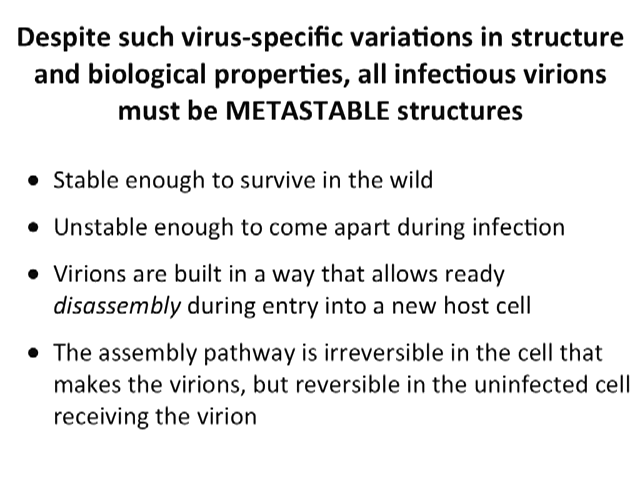 Despite such virus-specific variations in structure
and biological properties, all infectious virions
must be METASTABLE structures
• Stable enough to survive in the wild
• Unstable enough to come apart during infection
• Virions are built in a way that allows ready
disassembly during entry into a new host cell
• The assembly pathway is irreversible in the cell that
makes the virions, but reversible in the uninfected cell
receiving the virion